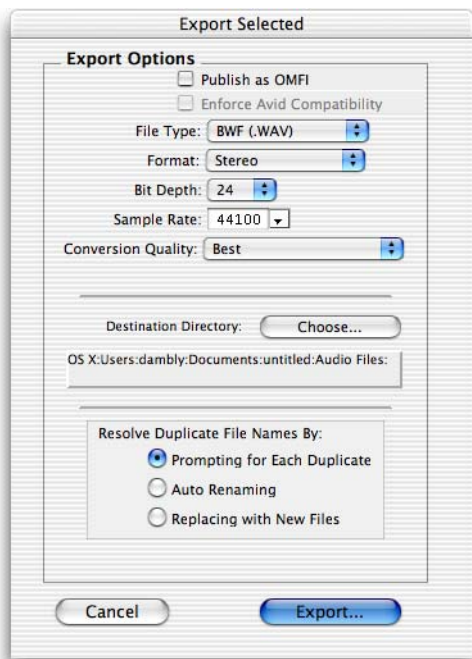 Export Selected
Export Options
Publish as OMFI
Enforce Avid Compatibility
File Type: BWF (.WAV)
Format: Stereo
Bit Depth: 24
Sample Rate: 44100
Conversion Quality: Best
Destination Directory: Choose...
OS X:Users:dambly:Documents:untitled:Audio Files:
Resolve Duplicate File Names By:
Prompting for Each Duplicate
Auto Renaming
Replacing with New Files
Cancel Export...